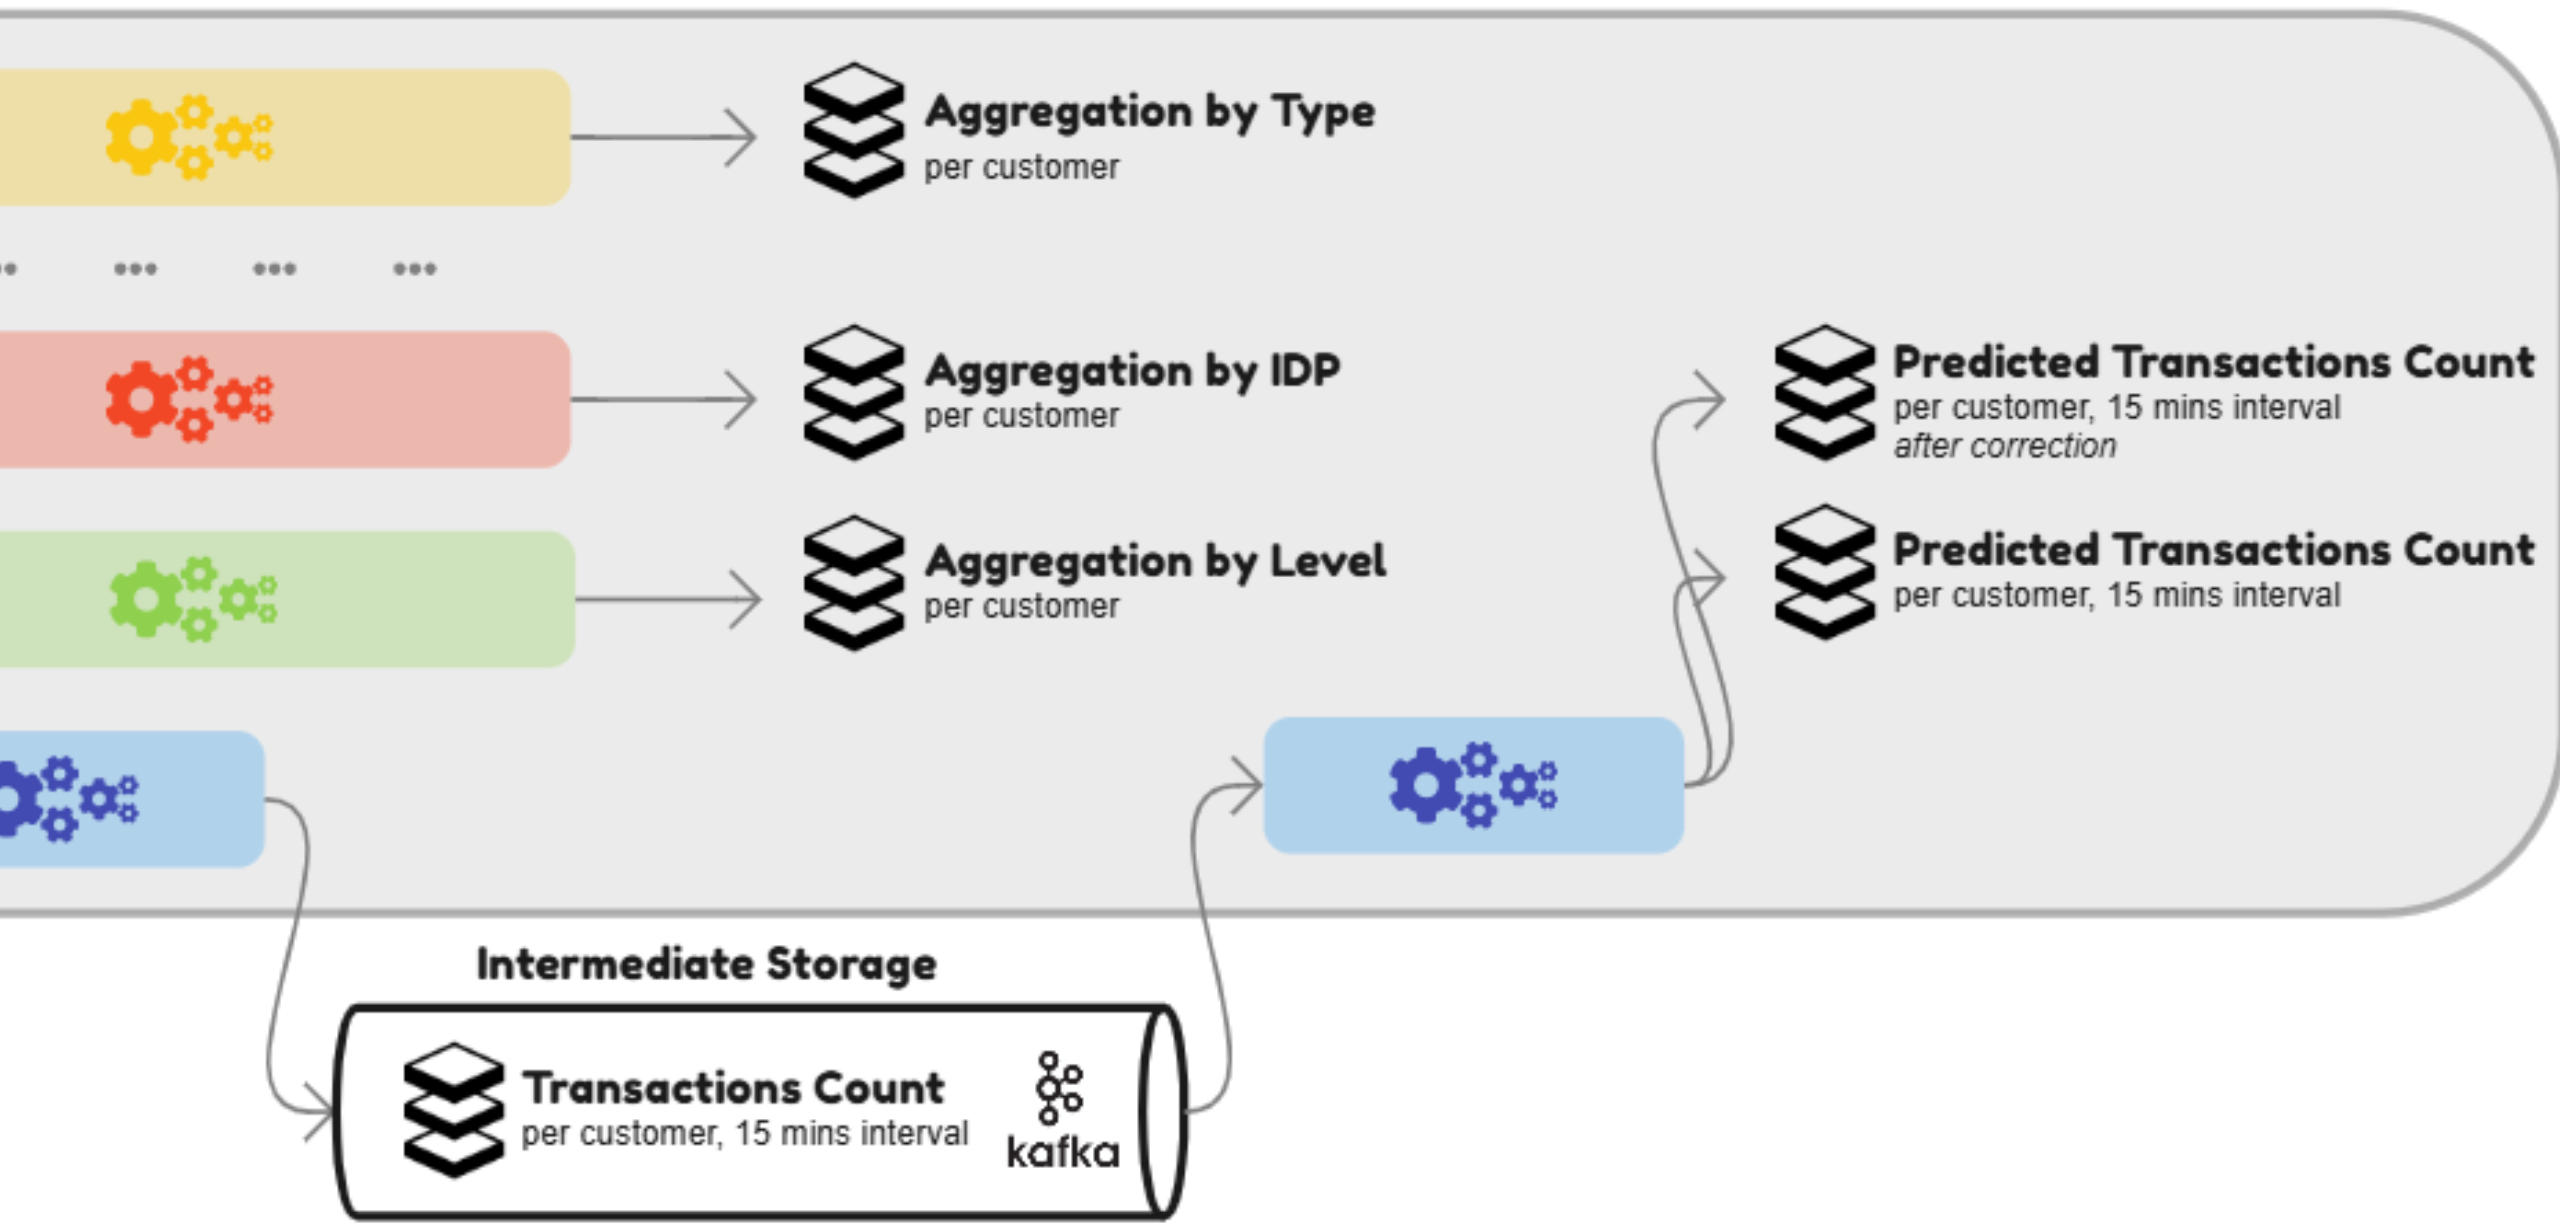 Aggregation by Type
per customer
Aggregation by IDP
per customer
Predicted Transactions Count
per customer, 15 mins interval
after correction
Aggregation by Level
per customer
Predicted Transactions Count
per customer, 15 mins interval
Intermediate Storage
Transactions Count
per customer, 15 mins interval
kafka